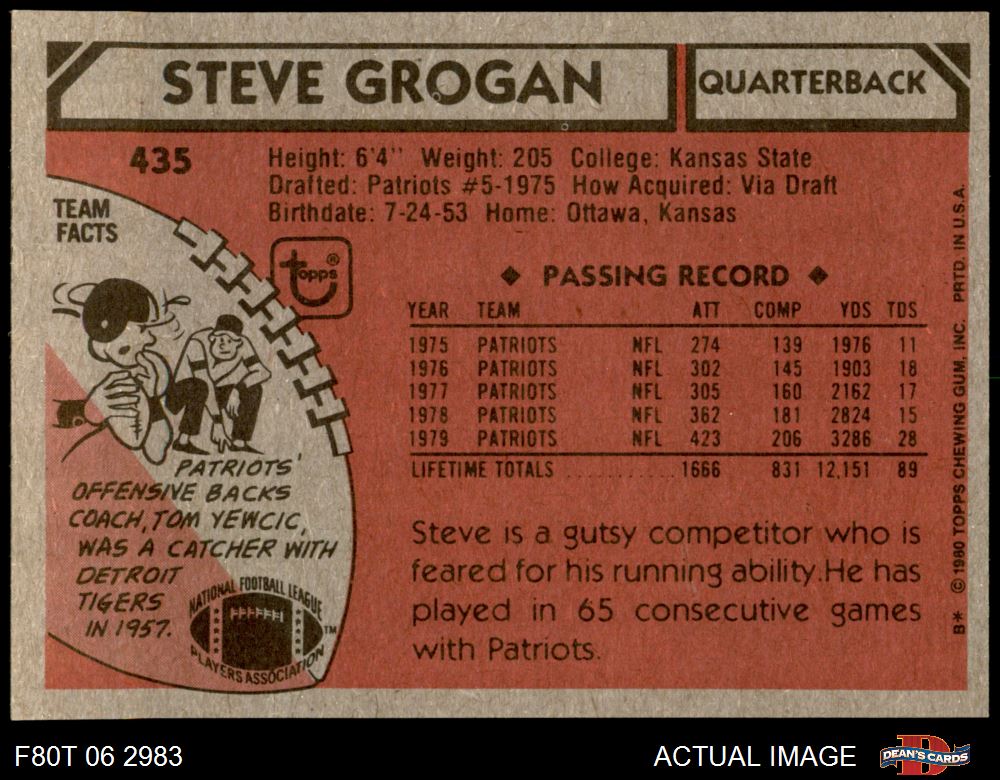 STEVE GROGAN
QUARTERBACK
435
Height: 6'4" Weight: 205 College: Kansas State
Drafted: Patriots #5-1975 How Acquired: Via Draft
Birthdate: 7-24-53 Home: Ottawa, Kansas
TEAM
FACTS
topps®
PATRIOTS'
OFFENSIVE BACKS
COACH, TOM YEWCIC,
WAS A CATCHER WITH
DETROIT
TIGERS
IN 1957.
NATIONAL FOOTBALL LEAGUE
PLAYERS ASSOCIATION
TM
◆ PASSING RECORD ◆
YEAR TEAM ATT COMP YDS TDS
1975 PATRIOTS NFL 274 139 1976 11
1976 PATRIOTS NFL 302 145 1903 18
1977 PATRIOTS NFL 305 160 2162 17
1978 PATRIOTS NFL 362 181 2824 15
1979 PATRIOTS NFL 423 206 3286 28
LIFETIME TOTALS .......... 1666 831 12,151 89
Steve is a gutsy competitor who is
feared for his running ability.He has
played in 65 consecutive games
with Patriots.
B* © 1980 TOPPS CHEWING GUM, INC. PRTD. IN U.S.A.
F80T 06 2983
ACTUAL IMAGE
DEAN'S CARDS